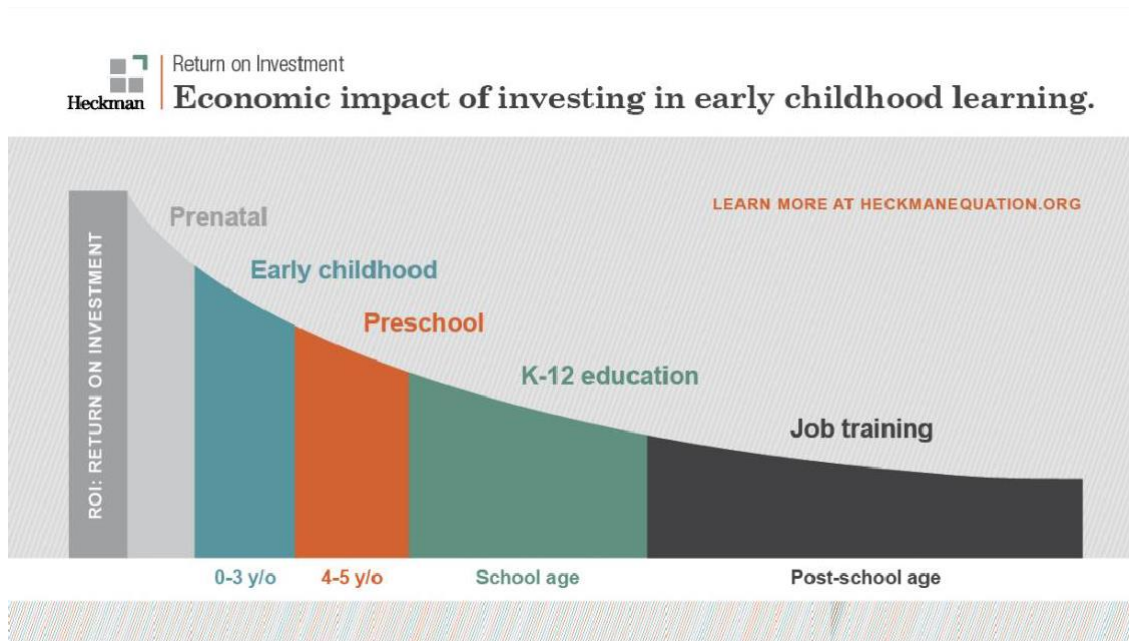 Heckman
Return on Investment
Economic impact of investing in early childhood learning.
LEARN MORE AT HECKMANEQUATION.ORG
ROI: RETURN ON INVESTMENT
Prenatal
Early childhood
Preschool
K-12 education
Job training
0-3 y/o
4-5 y/o
School age
Post-school age